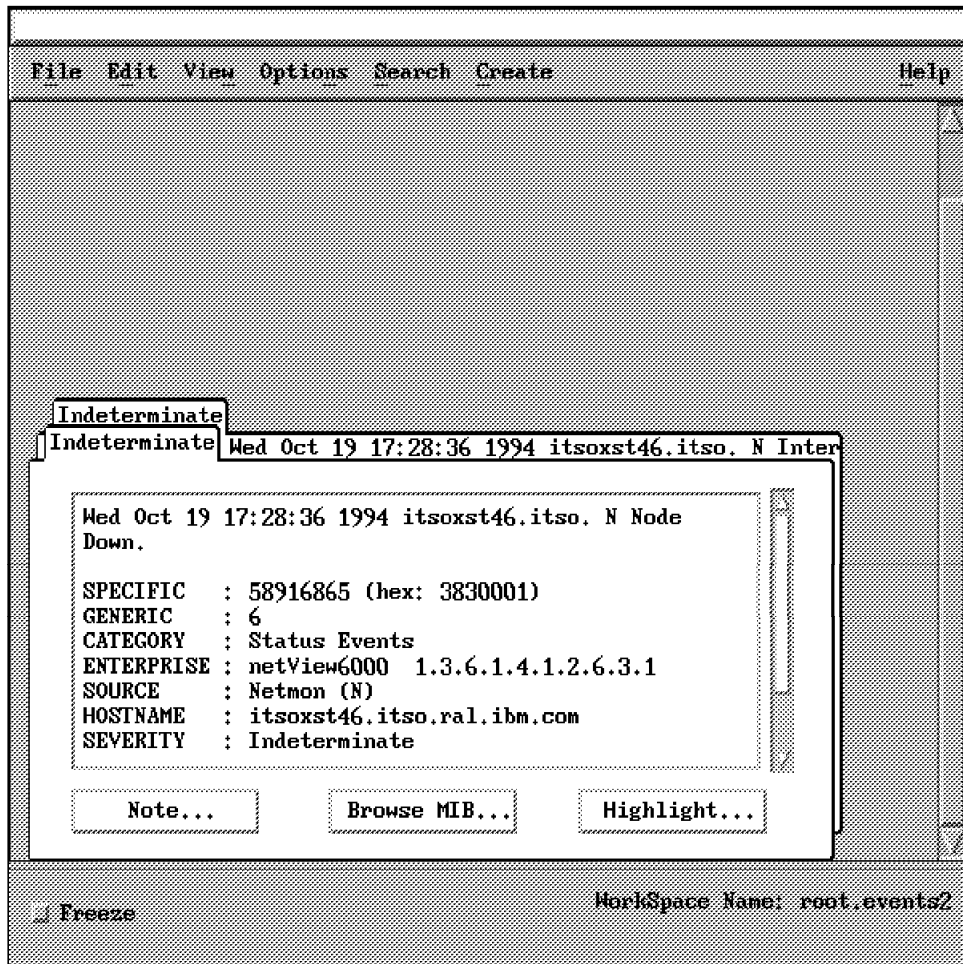 File Edit View Options Search Create Help
Indeterminate
Indeterminate Wed Oct 19 17:28:36 1994 itsoxst46.itso. N Inter
Wed Oct 19 17:28:36 1994 itsoxst46.itso. N Node
Down.
SPECIFIC : 58916865 (hex: 3830001)
GENERIC : 6
CATEGORY : Status Events
ENTERPRISE : netView6000 1.3.6.1.4.1.2.6.3.1
SOURCE : Netmon (N)
HOSTNAME : itsoxst46.itso.ral.ibm.com
SEVERITY : Indeterminate
Note... Browse MIB... Highlight...
Freeze WorkSpace Name: root.events2